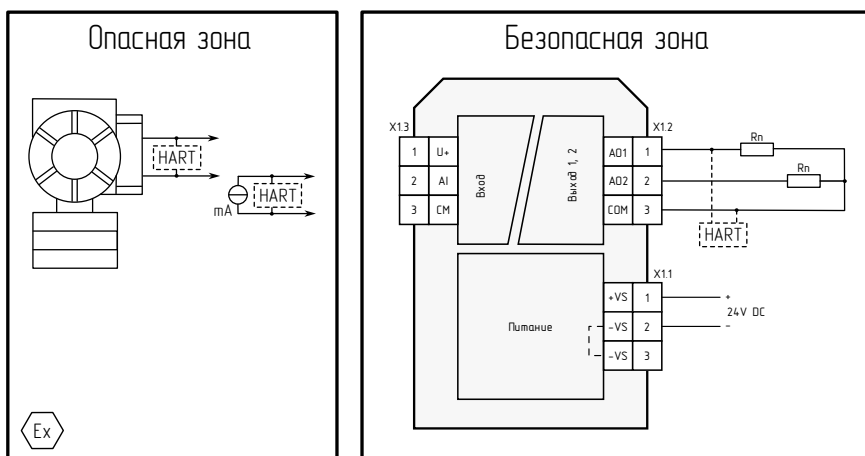 Опасная зона
HART
mA
HART
Ex
Безопасная зона
X1.3
1 U+
2 AI
3 CM
Вход
Выход 1, 2
X1.2
AO1 1
AO2 2
COM 3
Rн
Rн
HART
Питание
X1.1
+VS 1
-VS 2
-VS 3
+
24V DC
-